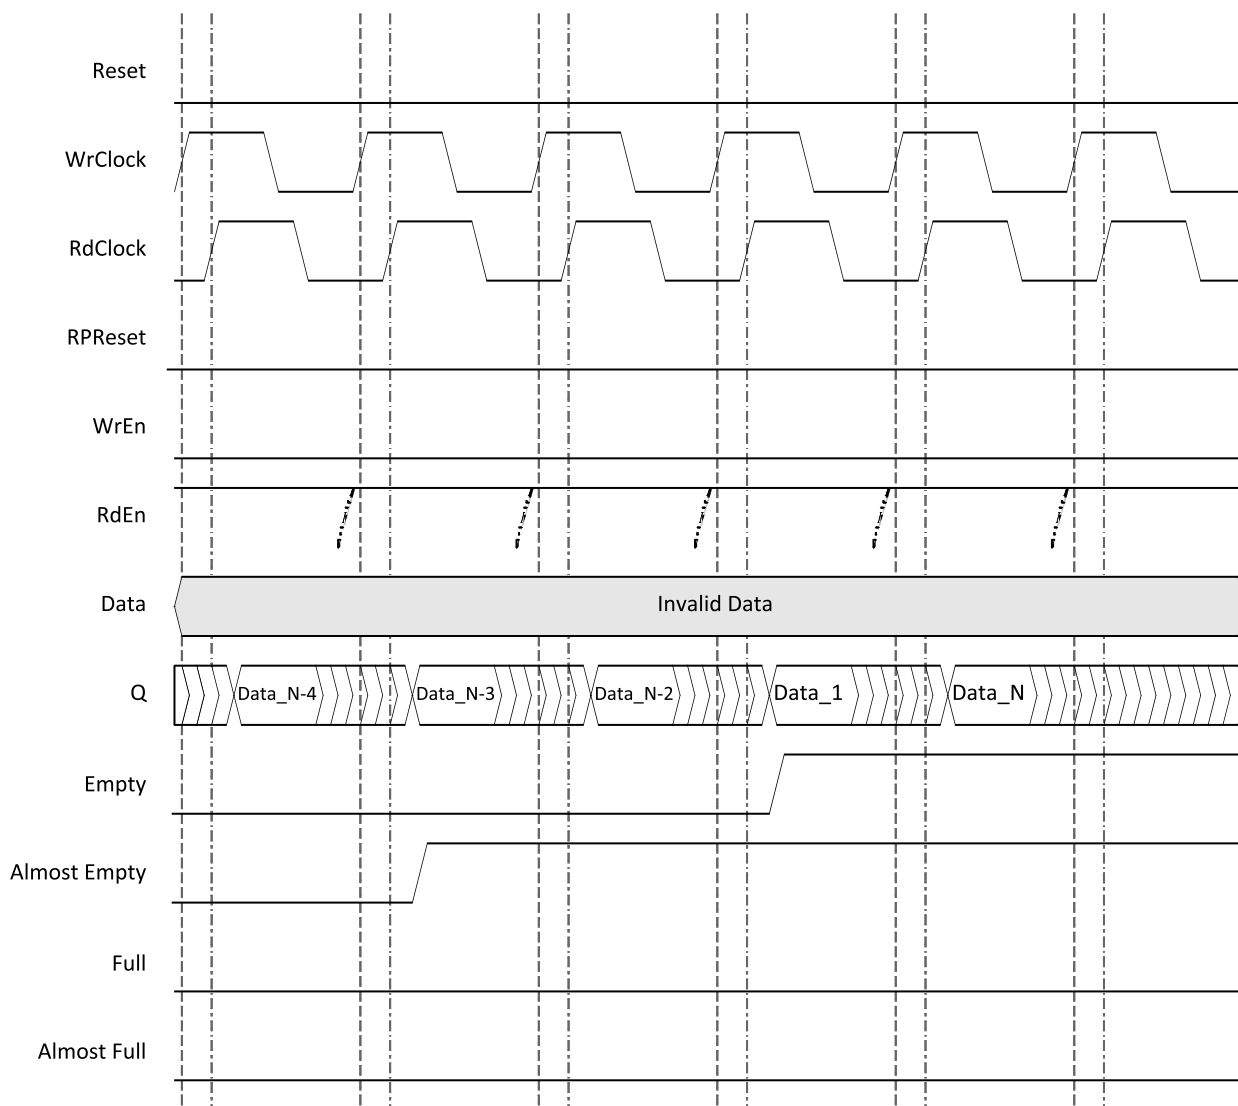 Reset
WrClock
RdClock
RPReset
WrEn
RdEn
Data
Invalid Data
Q
Data_N-4
Data_N-3
Data_N-2
Data_1
Data_N
Empty
Almost Empty
Full
Almost Full